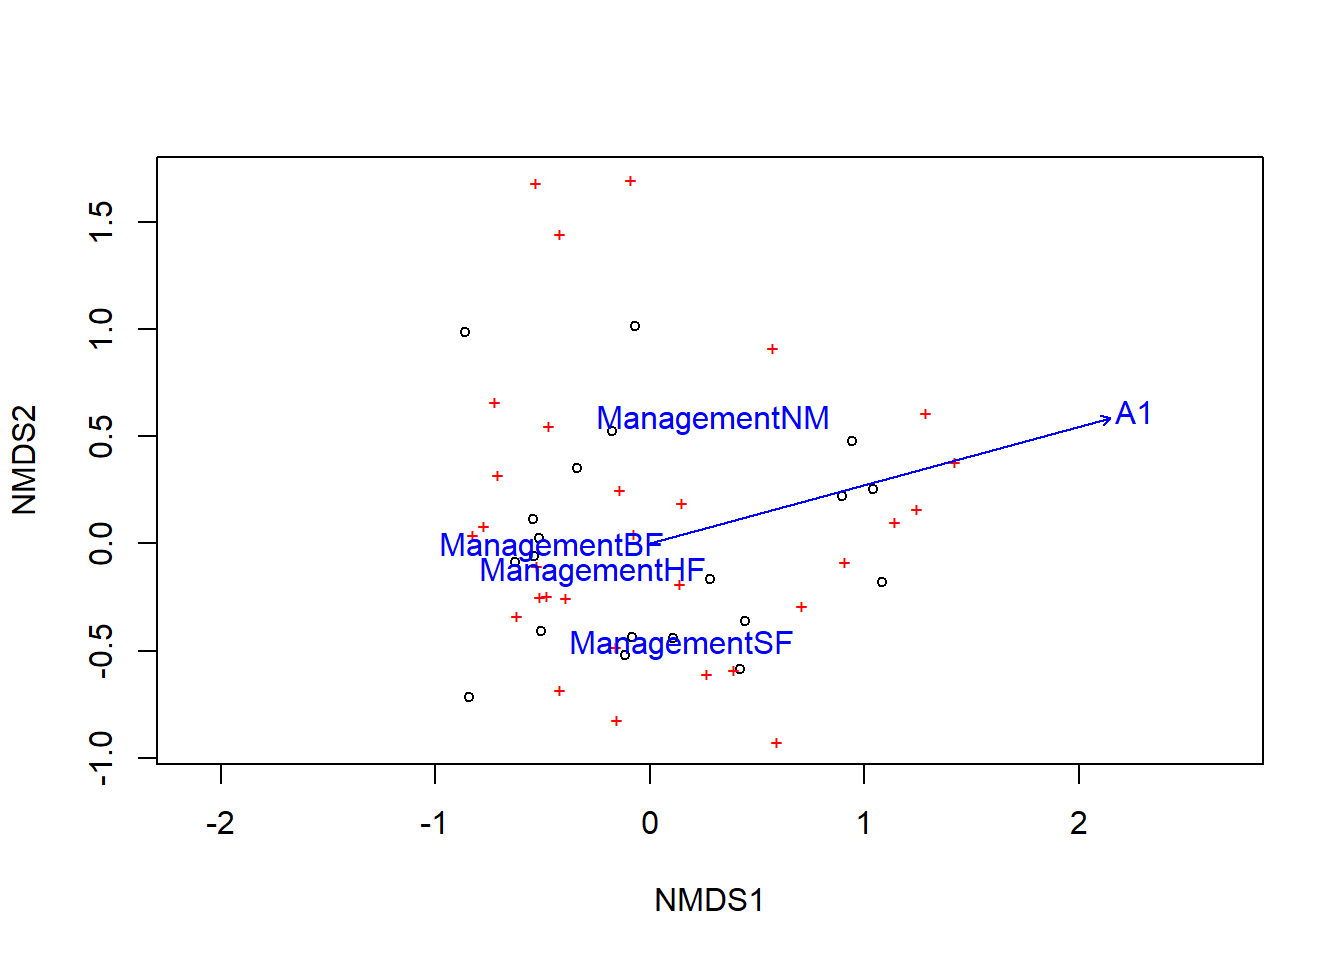 1.5
1.0
0.5
0.0
-0.5
-1.0
NMDS2
ManagementNM
A1
ManagementBF
ManagementHF
ManagementSF
-2 -1 0 1 2
NMDS1